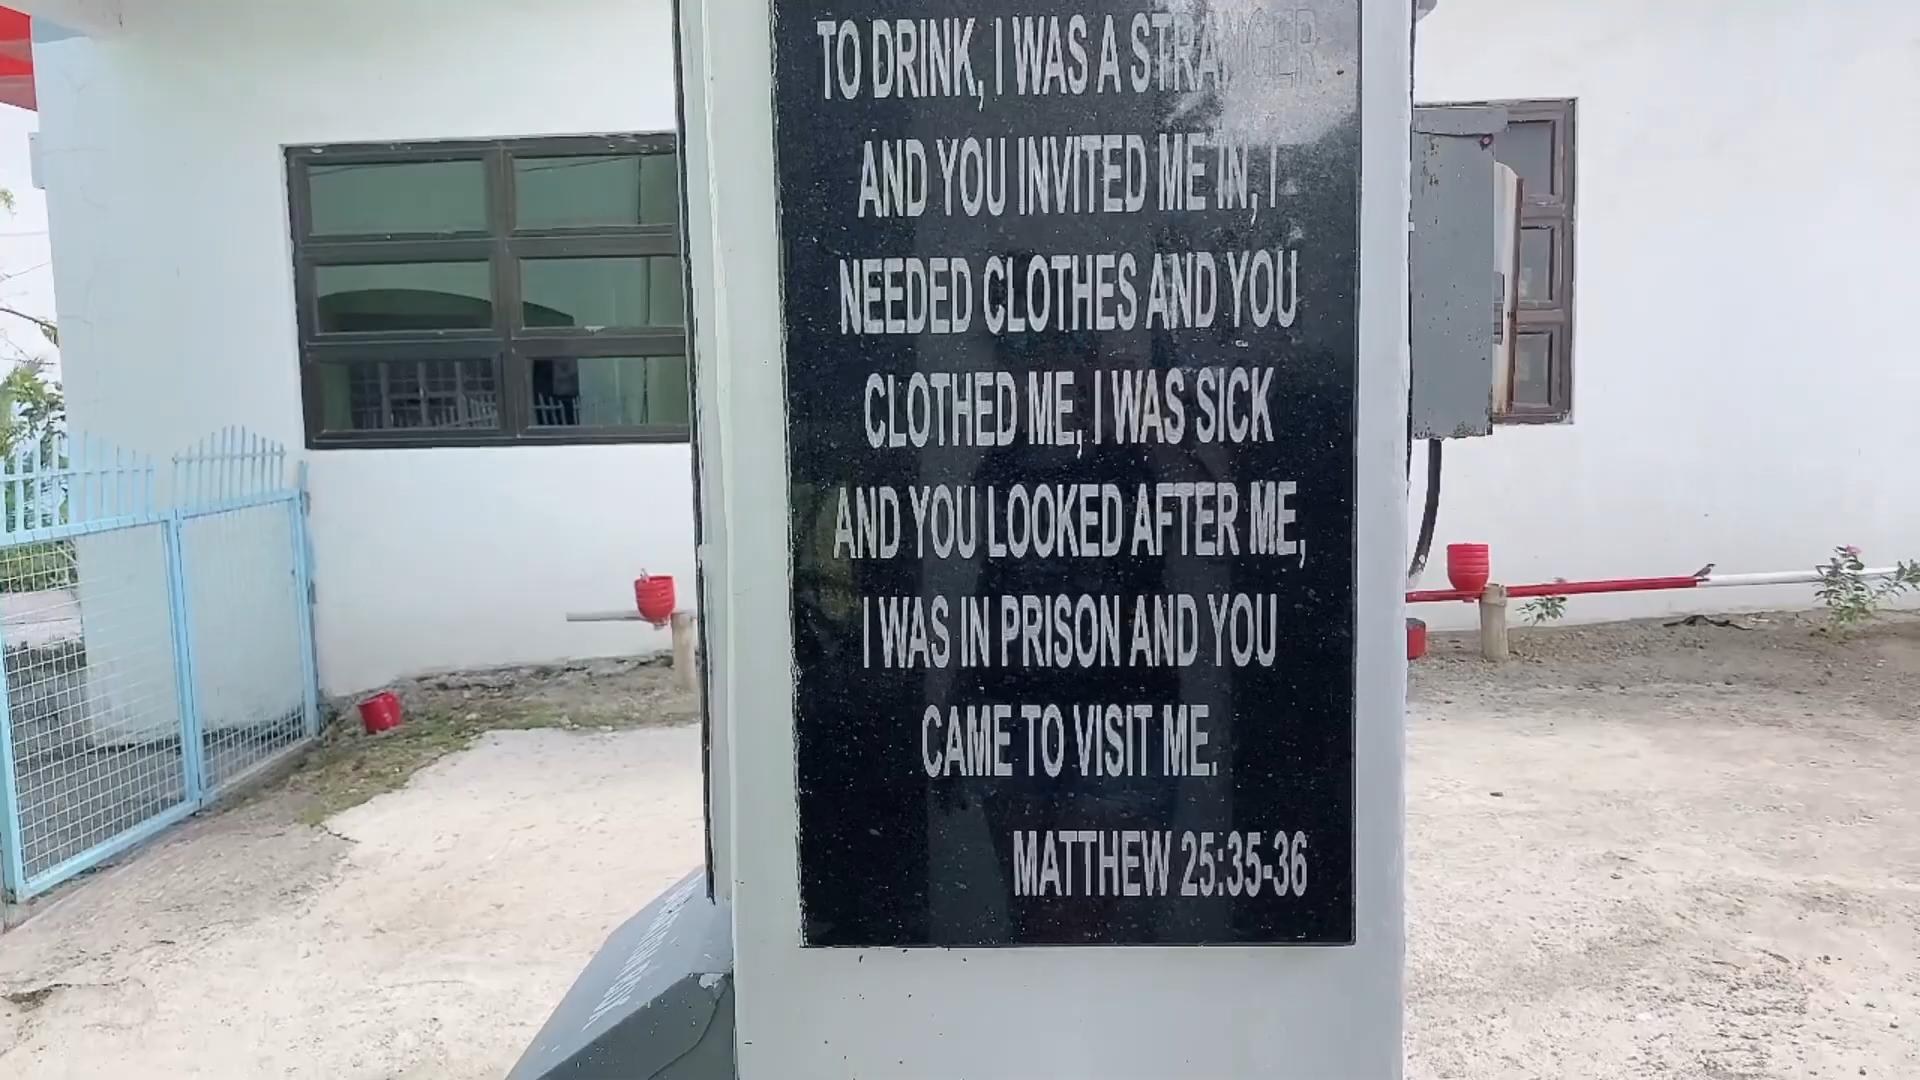 TO DRINK, I WAS A STRANGER
AND YOU INVITED ME IN, I
NEEDED CLOTHES AND YOU
CLOTHED ME, I WAS SICK
AND YOU LOOKED AFTER ME,
I WAS IN PRISON AND YOU
CAME TO VISIT ME.
MATTHEW 25:35-36